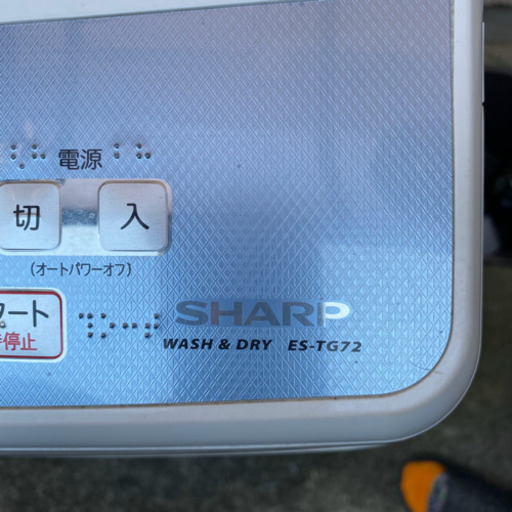 電源
切 入
(オートパワーオフ)
ート
停止
SHARP
WASH & DRY ES-TG72